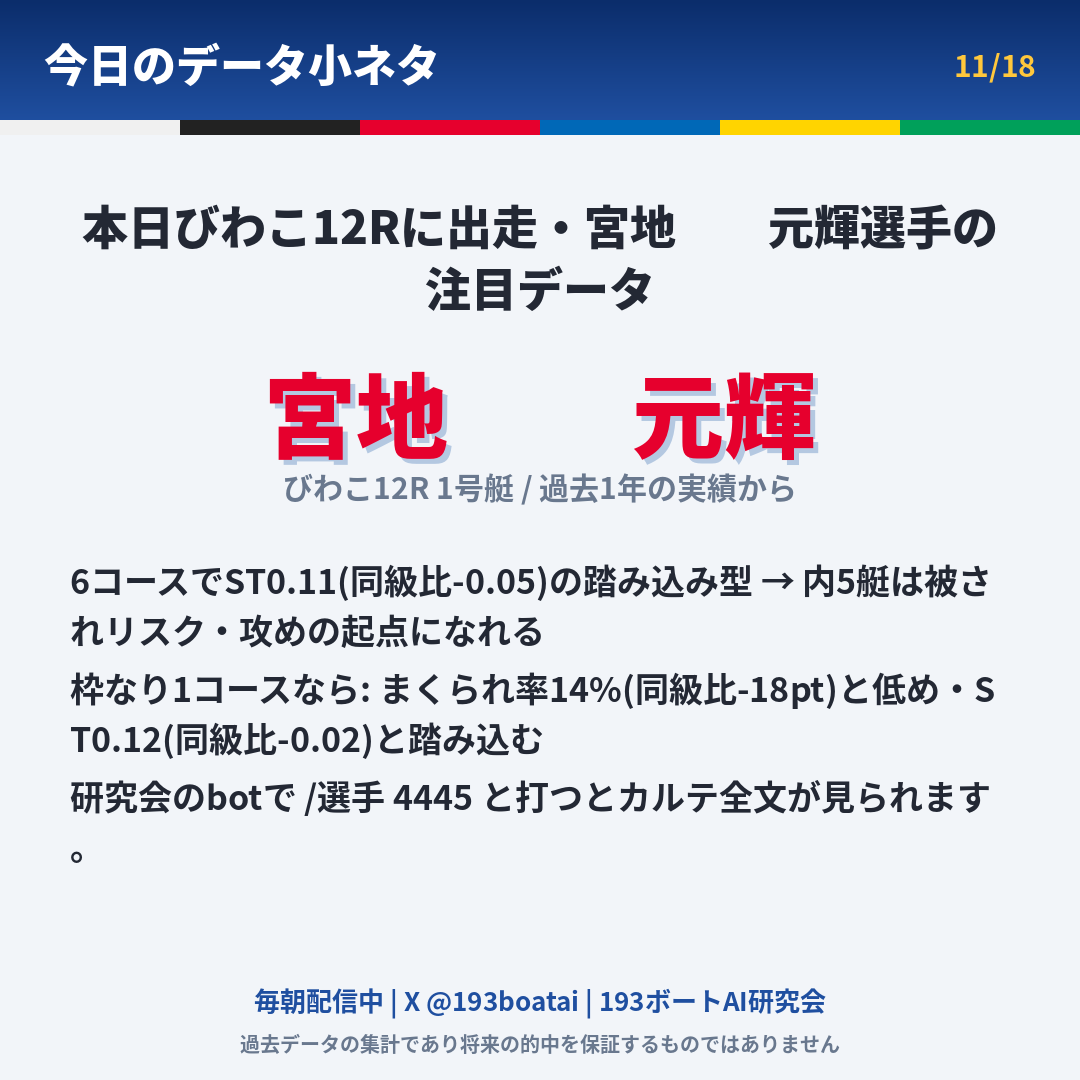 今日のデータ小ネタ
11/18
本日びわこ12Rに出走・宮地　　元輝選手の
注目データ
宮地　　元輝
びわこ12R 1号艇 / 過去1年の実績から
6コースでST0.11(同級比-0.05)の踏み込み型 → 内5艇は被さ
れリスク・攻めの起点になれる
枠なり1コースなら: まくられ率14%(同級比-18pt)と低め・S
T0.12(同級比-0.02)と踏み込む
研究会のbotで /選手 4445 と打つとカルテ全文が見られます
。
毎朝配信中 | X @193boatai | 193ボートAI研究会
過去データの集計であり将来の的中を保証するものではありません